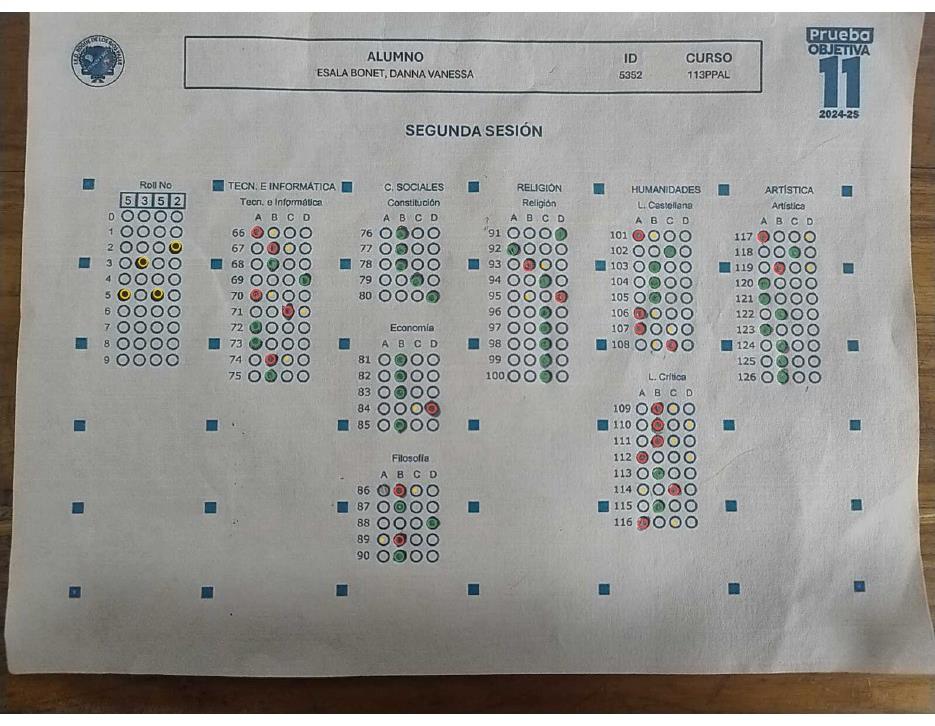 ALUMNO ID CURSO
ESALA BONET, DANNA VANESSA 5352 113PPAL
Prueba
OBJETIVA
11
2024-25
SEGUNDA SESIÓN
Roll No
5 3 5 2
0
1
2
3
4
5
6
7
8
9
TECN. E INFORMÁTICA
Tecn. e Informática
A B C D
66
67
68
69
70
71
72
73
74
75
C. SOCIALES
Constitución
A B C D
76
77
78
79
80
Economía
A B C D
81
82
83
84
85
Filosofía
A B C D
86
87
88
89
90
RELIGIÓN
Religión
A B C D
91
92
93
94
95
96
97
98
99
100
HUMANIDADES
L. Castellana
A B C D
101
102
103
104
105
106
107
108
L. Crítica
A B C D
109
110
111
112
113
114
115
116
ARTÍSTICA
Artística
A B C D
117
118
119
120
121
122
123
124
125
126